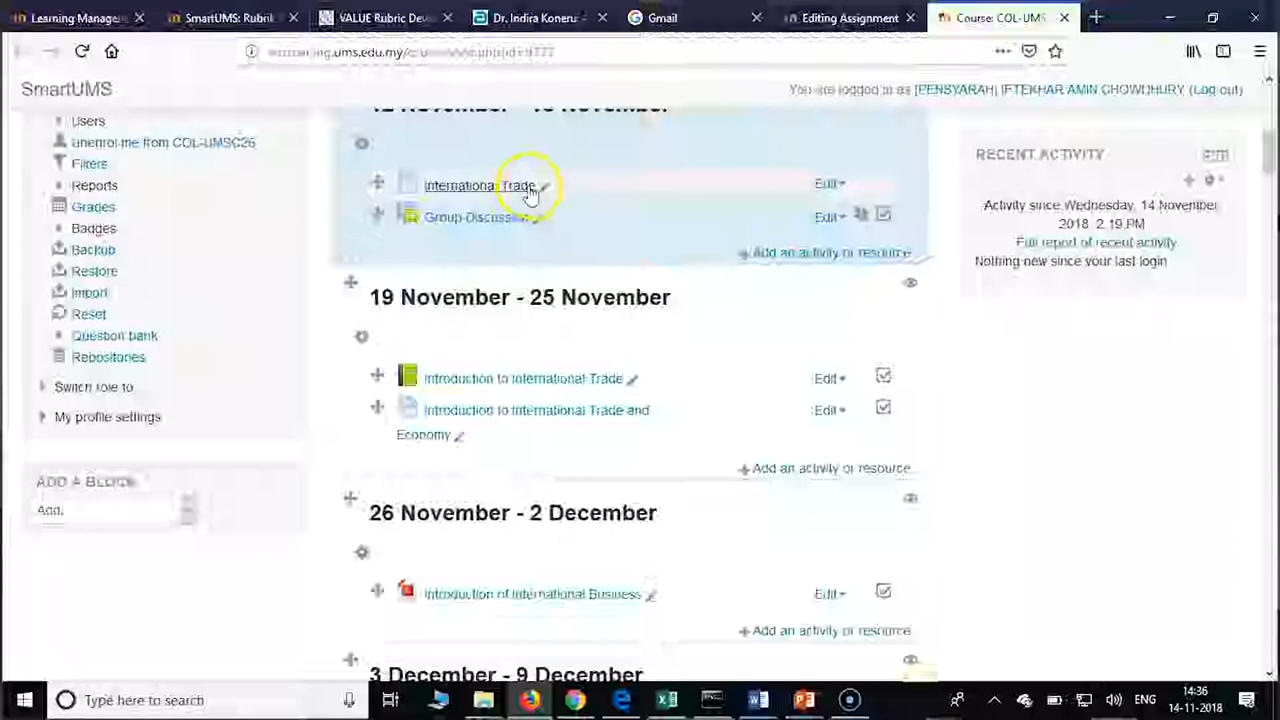 Learning Manage
SmartUMS: Rubri
VALUE Rubric De
Dr. Indira Koneru
Gmail
Editing Assignment
Course: COL-UMS
SmartUMS
You are logged in as [PENSYARAH] IFTEKHAR AMIN CHOWDHURY (Log out)
Users
Unenrol me from COL-UMSC26
Filters
Reports
Grades
Badges
Backup
Restore
Import
Reset
Question bank
Repositories
Switch role to
My profile settings
ADD A BLOCK
Add.
International Trade
Edit
Group Discussion
Edit
Add an activity or resource
19 November - 25 November
Introduction to International Trade
Edit
Introduction to International Trade and
Economy
Edit
Add an activity or resource
26 November - 2 December
Introduction of International Business
Edit
Add an activity or resource
3 December - 9 December
RECENT ACTIVITY
Activity since Wednesday, 14 November
2018, 2:19 PM
Full report of recent activity
Nothing new since your last login
Type here to search
ENG
14:36
14-11-2018